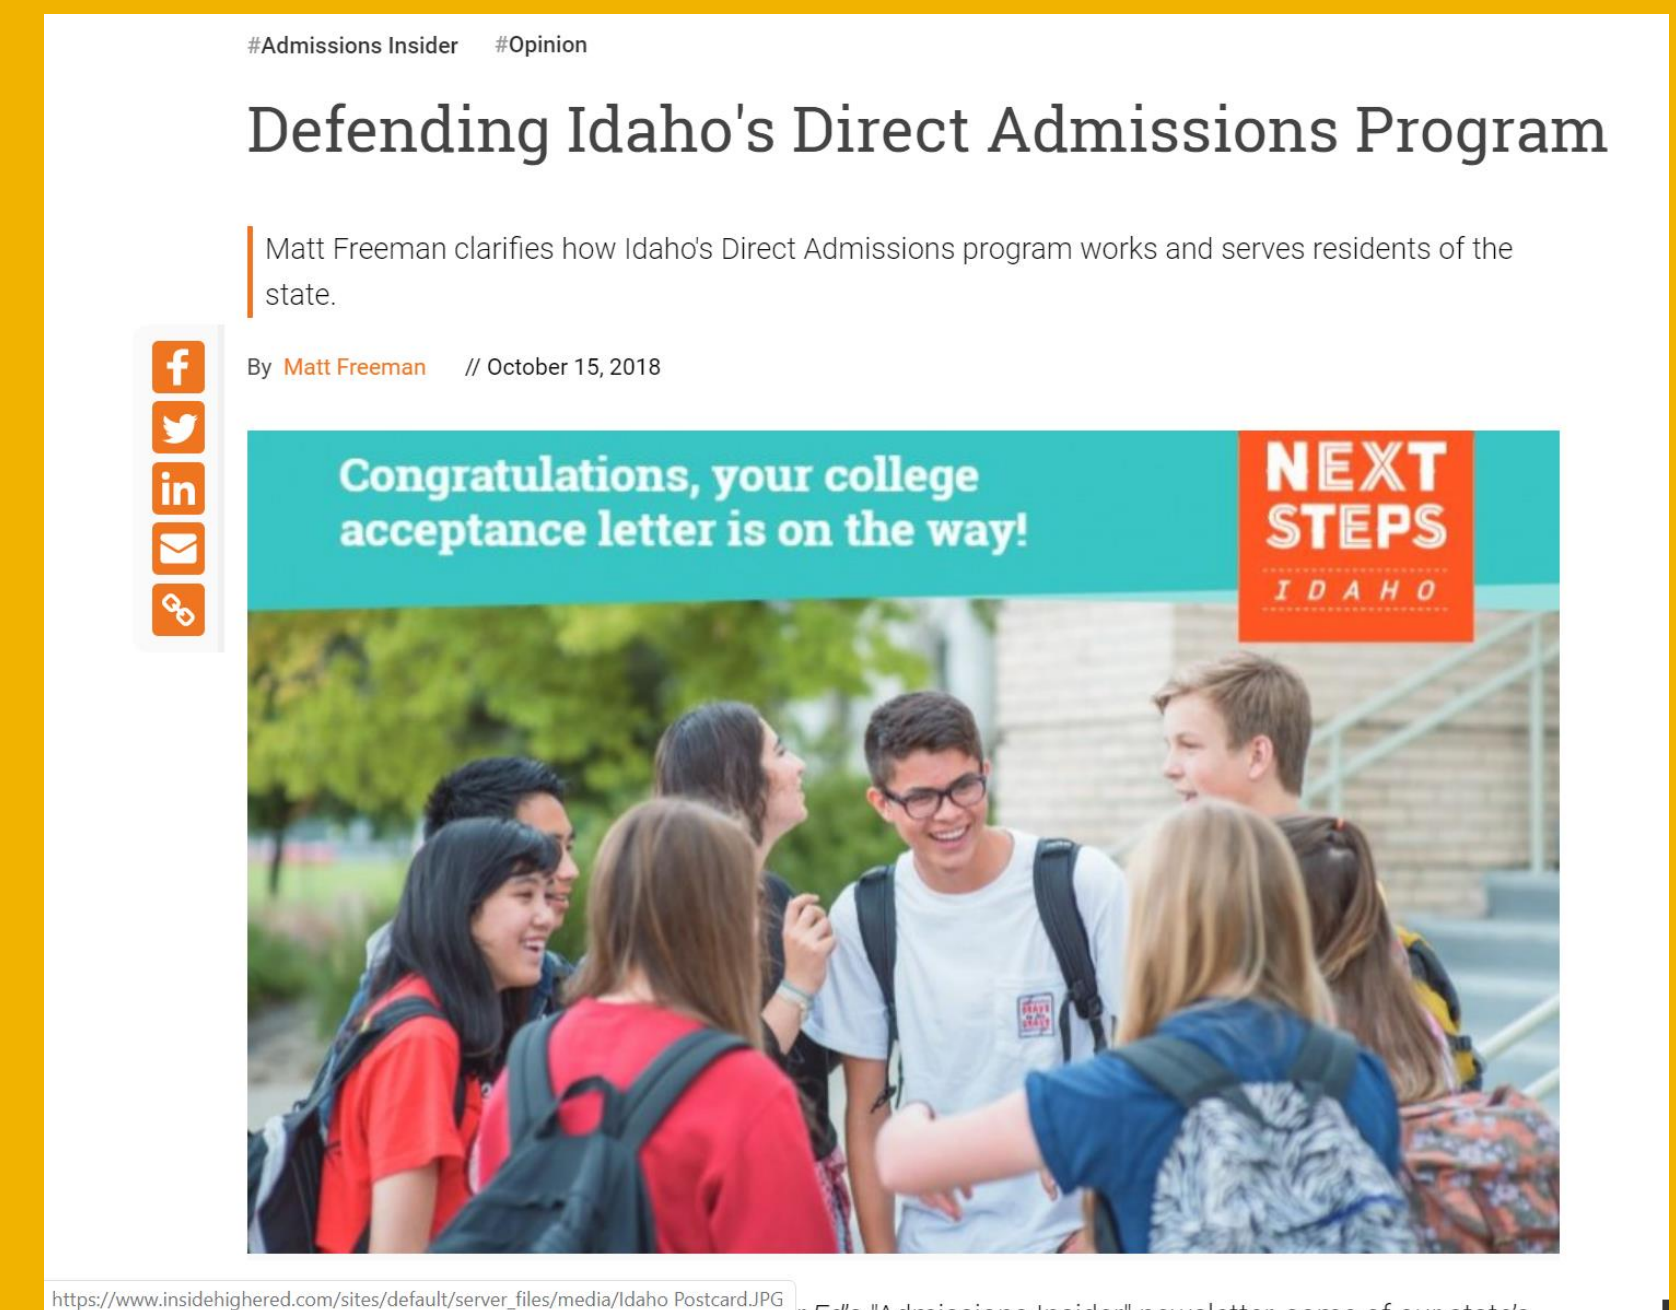 #Admissions Insider #Opinion
Defending Idaho's Direct Admissions Program
Matt Freeman clarifies how Idaho's Direct Admissions program works and serves residents of the
state.
By Matt Freeman // October 15, 2018
Congratulations, your college
acceptance letter is on the way!
NEXT
STEPS
IDAHO
https://www.insidehighered.com/sites/default/server_files/media/Idaho Postcard.JPG